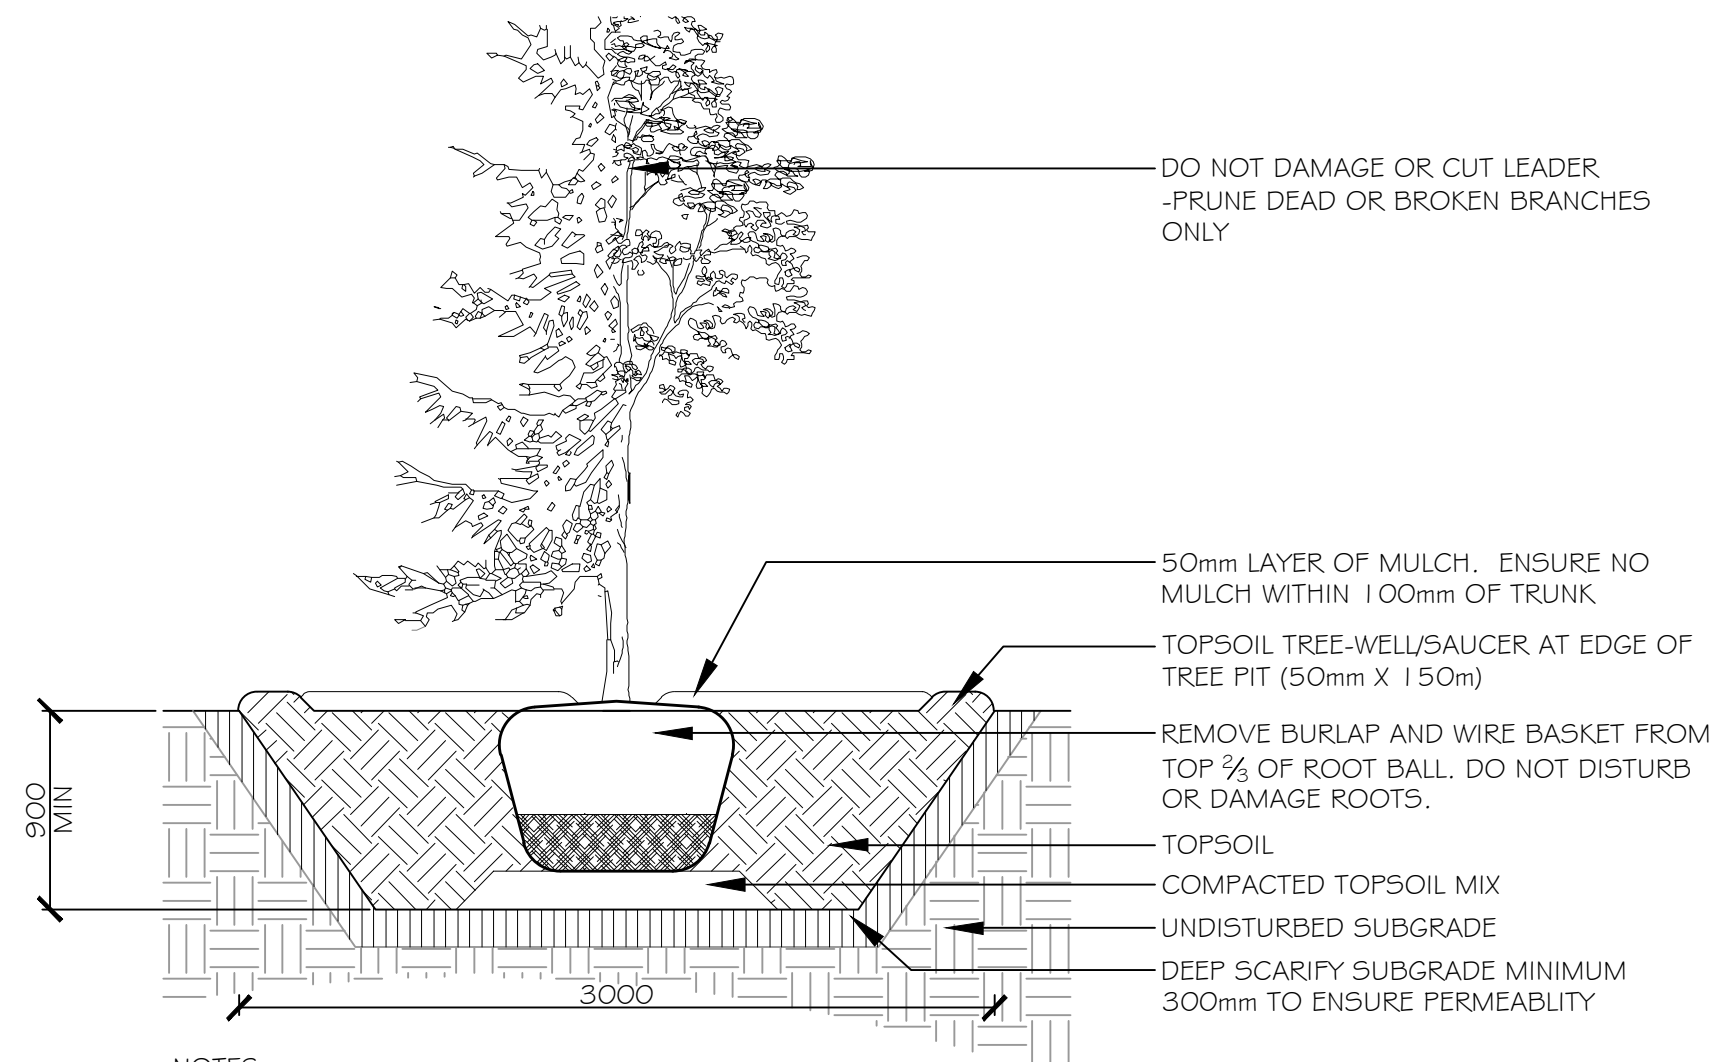 DO NOT DAMAGE OR CUT LEADER
-PRUNE DEAD OR BROKEN BRANCHES
ONLY
50mm LAYER OF MULCH. ENSURE NO
MULCH WITHIN 100mm OF TRUNK
TOPSOIL TREE-WELL/SAUCER AT EDGE OF
TREE PIT (50mm X 150m)
REMOVE BURLAP AND WIRE BASKET FROM
TOP 2/3 OF ROOT BALL. DO NOT DISTURB
OR DAMAGE ROOTS.
TOPSOIL
COMPACTED TOPSOIL MIX
UNDISTURBED SUBGRADE
DEEP SCARIFY SUBGRADE MINIMUM
300mm TO ENSURE PERMEABLITY
900
MIN
3000
NOTES